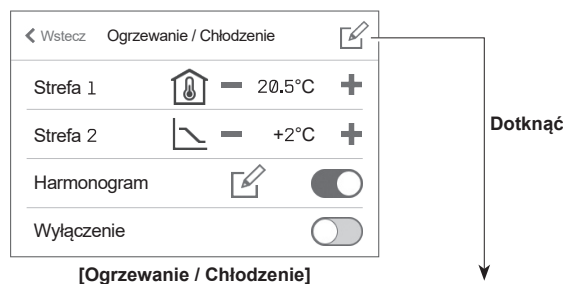 Wstecz Ogrzewanie / Chłodzenie
Strefa 1 20.5°C
Strefa 2 +2°C
Dotknąć
Harmonogram
Wyłączenie
[Ogrzewanie / Chłodzenie]